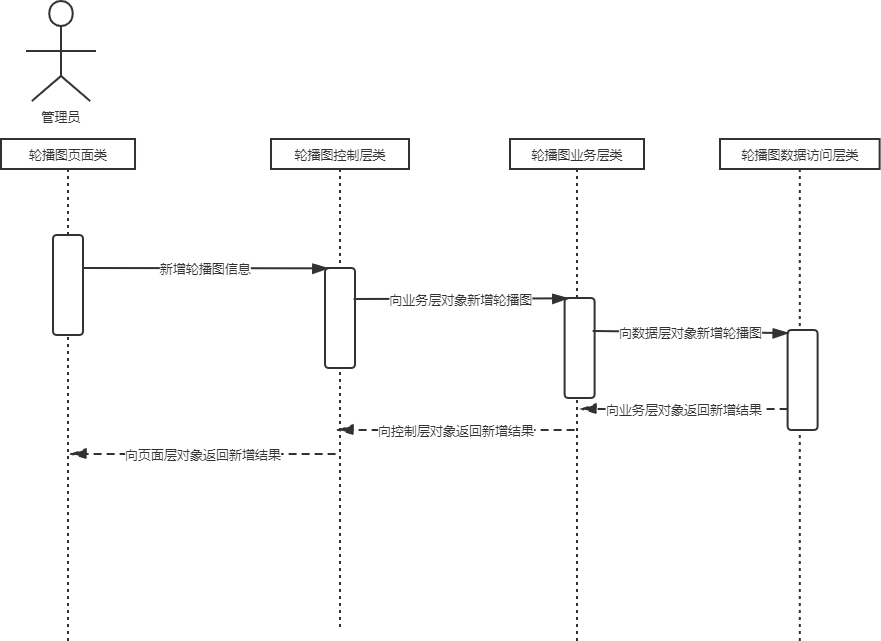 管理员
轮播图页面类
轮播图控制层类
轮播图业务层类
轮播图数据访问层类
新增轮播图信息
向业务层对象新增轮播图
向数据层对象新增轮播图
向业务层对象返回新增结果
向控制层对象返回新增结果
向页面层对象返回新增结果